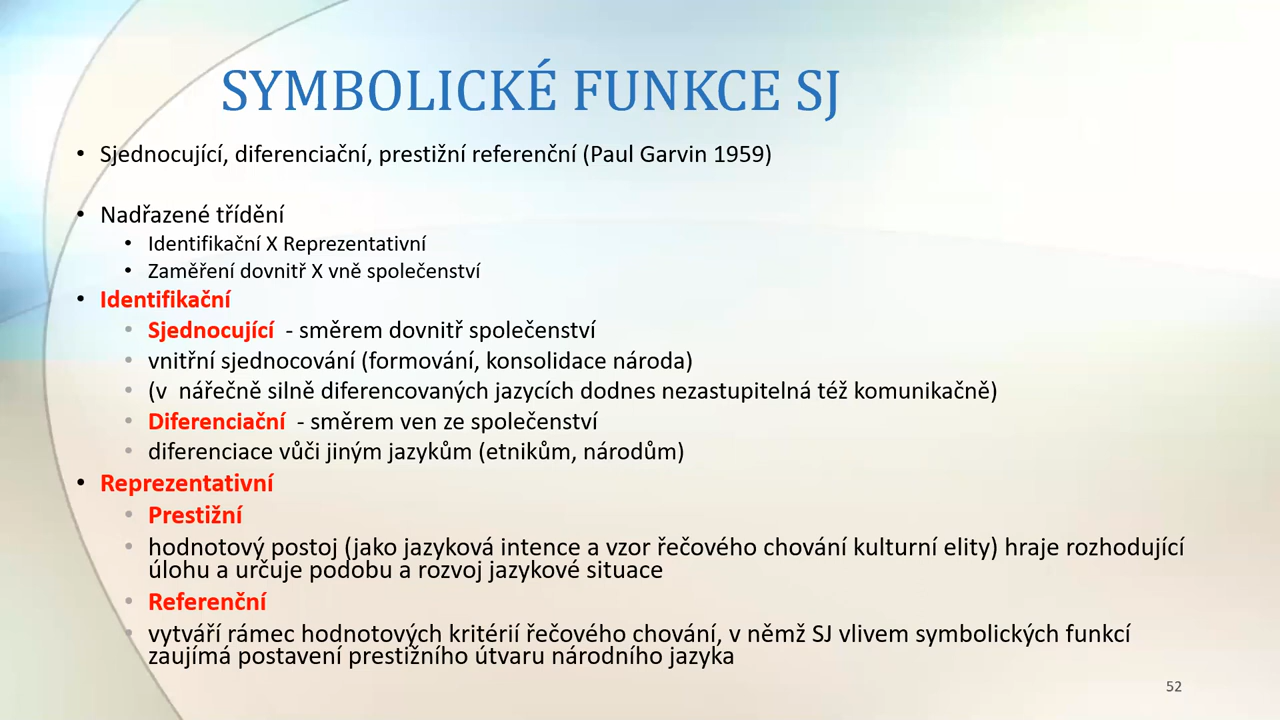 SYMBOLICKÉ FUNKCE SJ
• Sjednocující, diferenciační, prestižní referenční (Paul Garvin 1959)
• Nadřazené třídění
• Identifikační X Reprezentativní
• Zaměření dovnitř X vně společenství
• Identifikační
• Sjednocující - směrem dovnitř společenství
• vnitřní sjednocování (formování, konsolidace národa)
• (v nářečně silně diferencovaných jazycích dodnes nezastupitelná též komunikačně)
• Diferenciační - směrem ven ze společenství
• diferenciace vůči jiným jazykům (etnikům, národům)
• Reprezentativní
• Prestižní
• hodnotový postoj (jako jazyková intence a vzor řečového chování kulturní elity) hraje rozhodující
úlohu a určuje podobu a rozvoj jazykové situace
• Referenční
• vytváří rámec hodnotových kritérií řečového chování, v němž SJ vlivem symbolických funkcí
zaujímá postavení prestižního útvaru národního jazyka
52